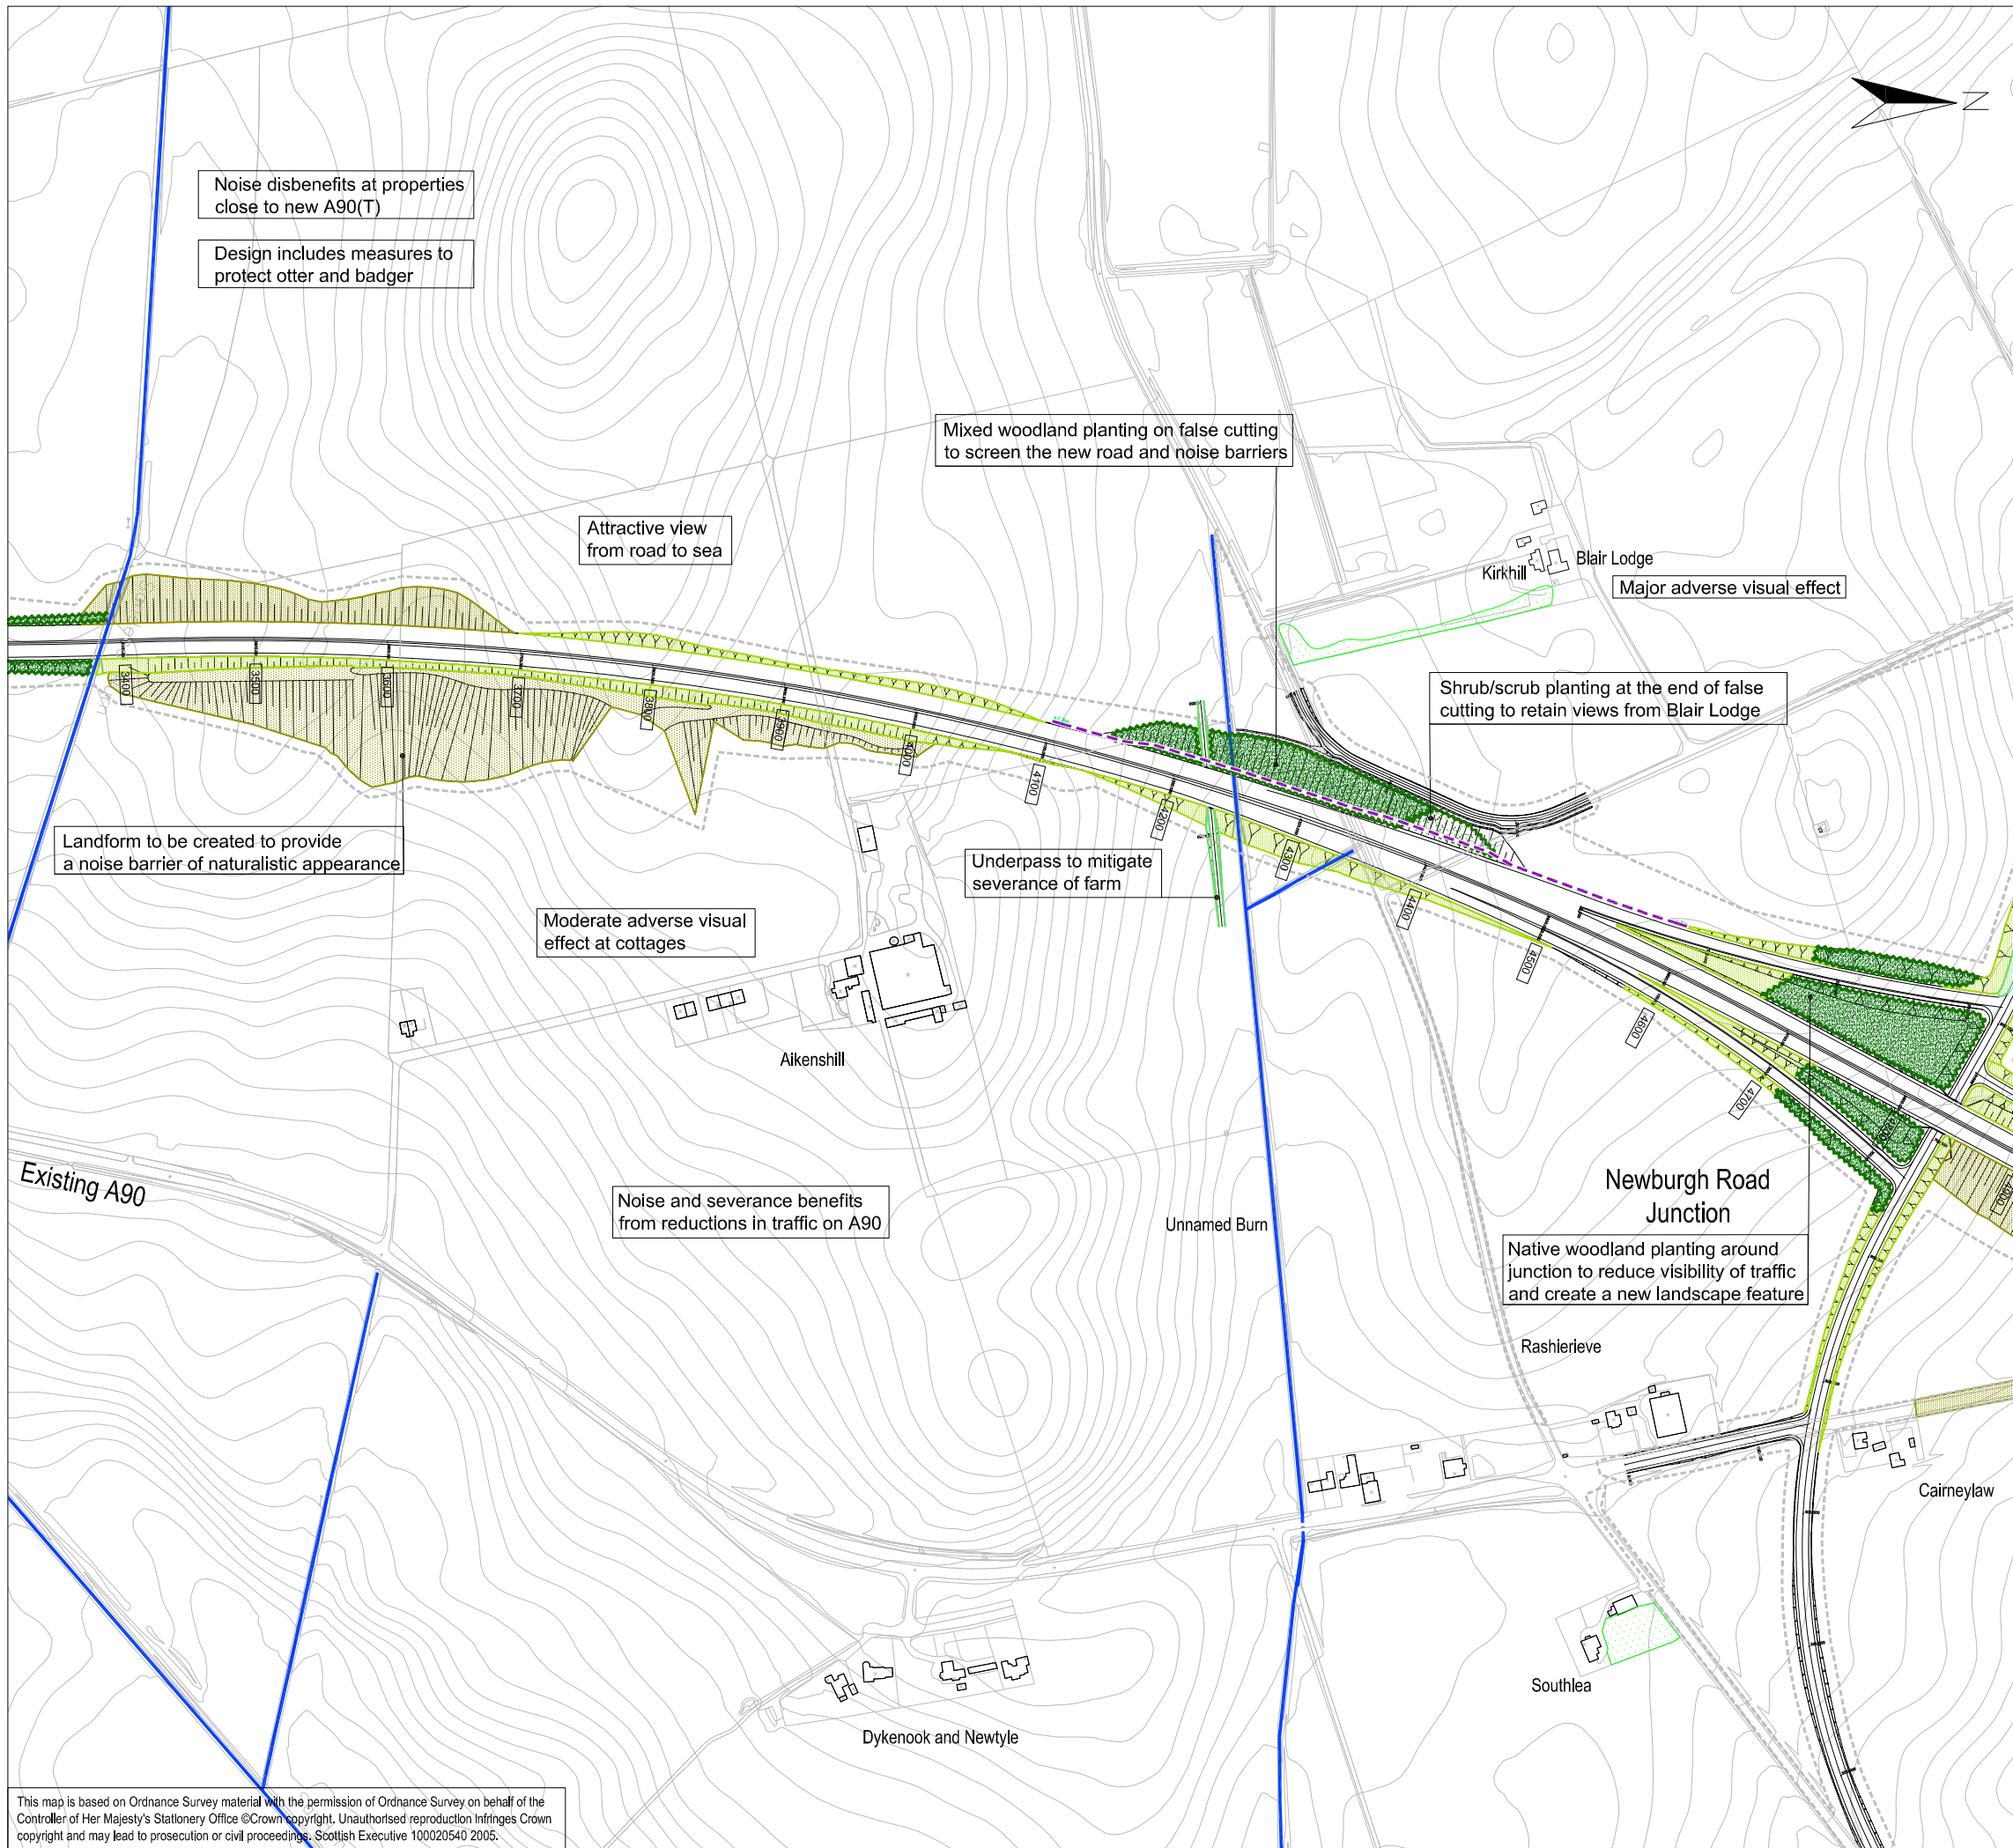 N
Noise disbenefits at properties
close to new A90(T)
Design includes measures to
protect otter and badger
Mixed woodland planting on false cutting
to screen the new road and noise barriers
Attractive view
from road to sea
Kirkhill
Blair Lodge
Major adverse visual effect
Shrub/scrub planting at the end of false
cutting to retain views from Blair Lodge
3400
3500
3600
3700
3800
3900
4000
4100
4200
4300
4400
4500
4600
4700
4800
4900
Landform to be created to provide
a noise barrier of naturalistic appearance
Underpass to mitigate
severance of farm
Moderate adverse visual
effect at cottages
Aikenshill
Existing A90
Noise and severance benefits
from reductions in traffic on A90
Unnamed Burn
Newburgh Road
Junction
Native woodland planting around
junction to reduce visibility of traffic
and create a new landscape feature
Rashierieve
Cairneylaw
Southlea
Dykenook and Newtyle
This map is based on Ordnance Survey material with the permission of Ordnance Survey on behalf of the
Controller of Her Majesty's Stationery Office ©Crown copyright. Unauthorised reproduction infringes Crown
copyright and may lead to prosecution or civil proceedings. Scottish Executive 100020540 2005.